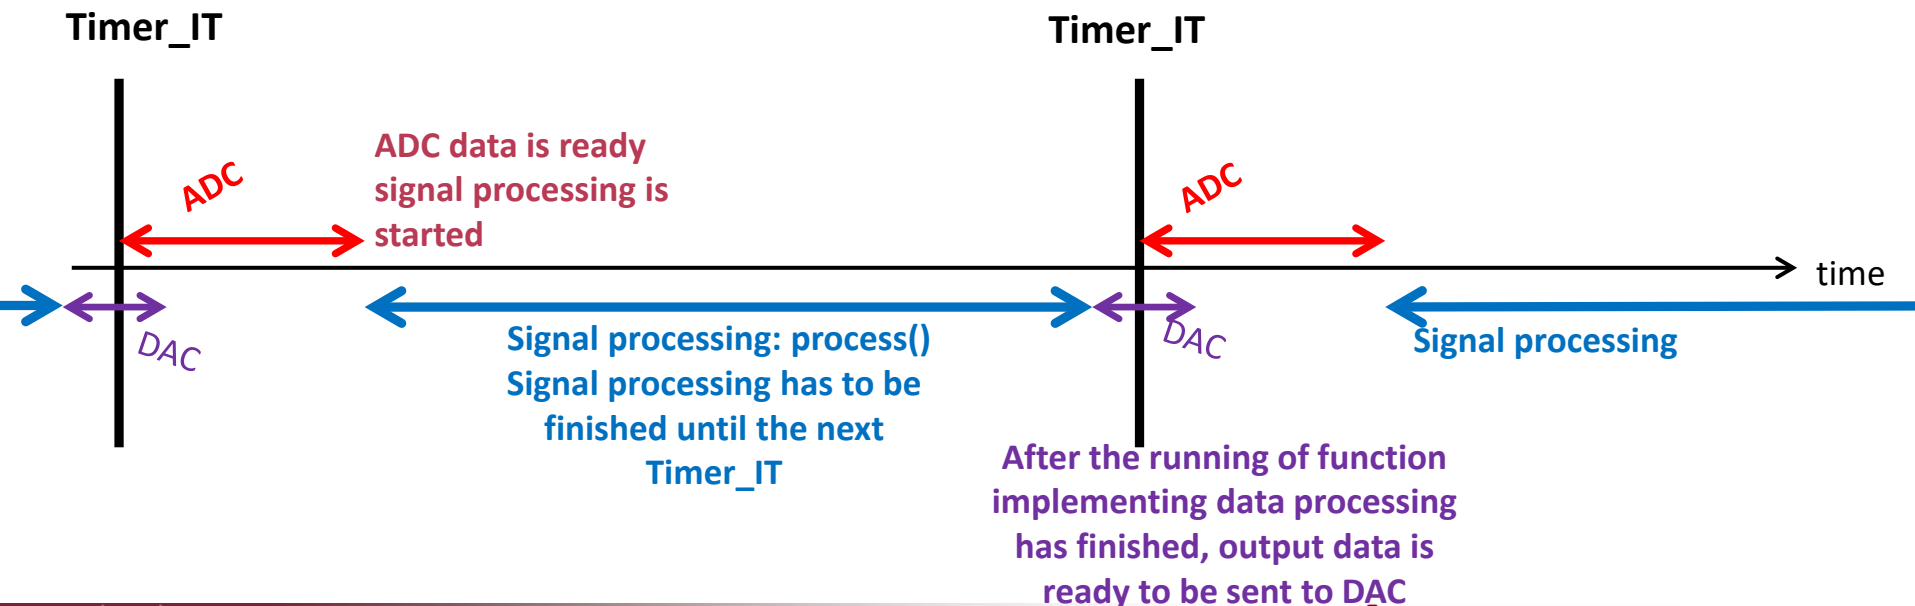 Timer_IT
Timer_IT
ADC data is ready
signal processing is
started
ADC
ADC
time
DAC
DAC
Signal processing: process()
Signal processing has to be
finished until the next
Timer_IT
Signal processing
After the running of function
implementing data processing
has finished, output data is
ready to be sent to DAC